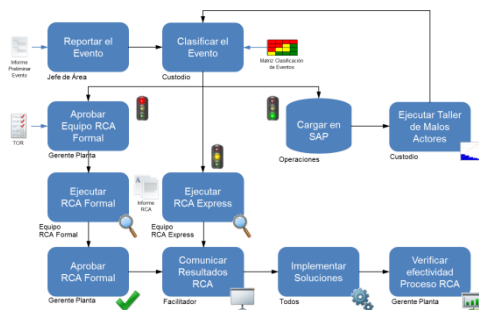 Reportar el
Evento
Informe
Preliminar
Evento
Jefe de Área
Clasificar el
Evento
Custodio
Matriz Clasificación
de Eventos
Aprobar
Equipo RCA
Formal
TOR
Gerente Planta
Cargar en
SAP
Operaciones
Ejecutar Taller
de Malos
Actores
Custodio
Ejecutar
RCA Formal
Equipo
RCA Formal
A
Informe
RCA
Ejecutar
RCA Express
Equipo
RCA Express
Aprobar
RCA Formal
Gerente Planta
Comunicar
Resultados
RCA
Facilitador
Implementar
Soluciones
Todos
Verificar
efectividad
Proceso RCA
Gerente Planta